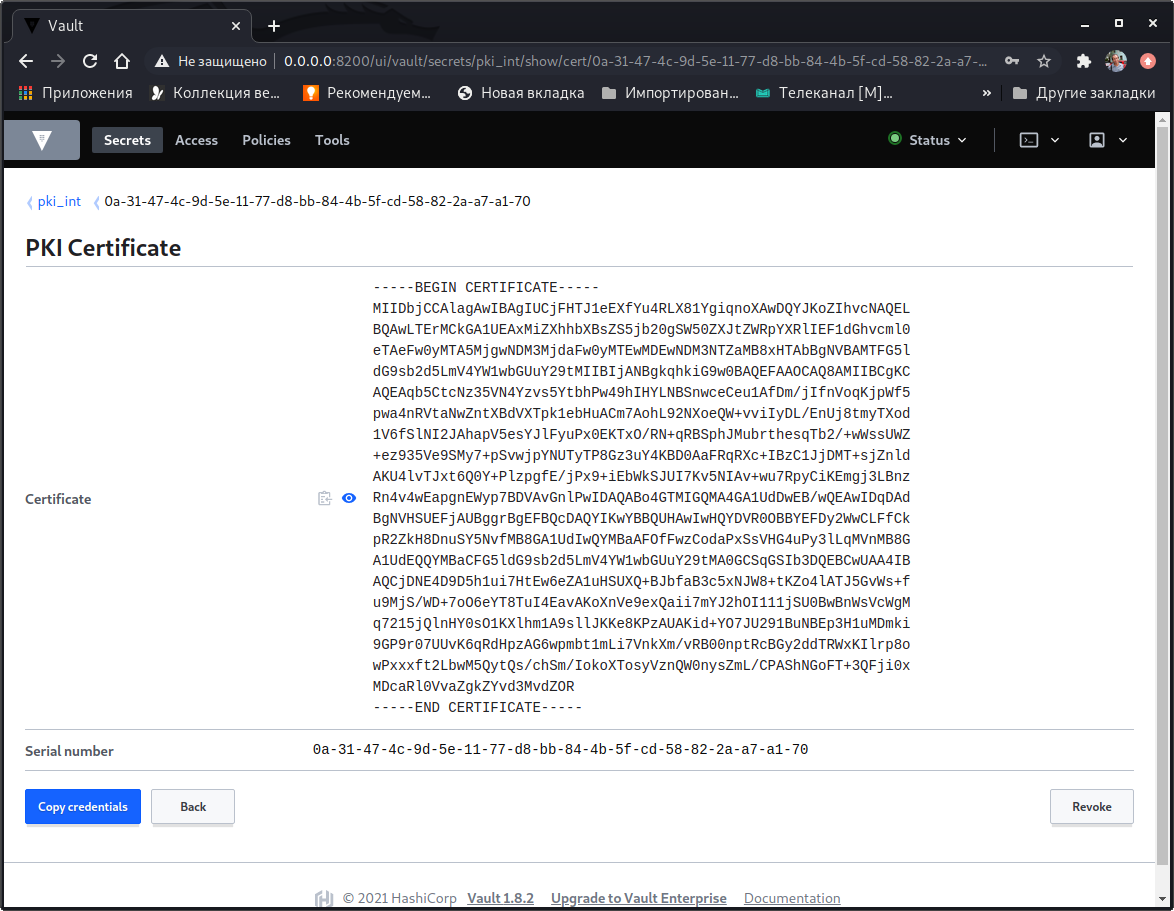 Vault
Не защищено 0.0.0.0:8200/ui/vault/secrets/pki_int/show/cert/0a-31-47-4c-9d-5e-11-77-d8-bb-84-4b-5f-cd-58-82-2a-a7-...
Приложения Коллекция ве... Рекомендуем... Новая вкладка Импортирован... Телеканал [M]... » Другие закладки
Secrets Access Policies Tools Status
pki_int 0a-31-47-4c-9d-5e-11-77-d8-bb-84-4b-5f-cd-58-82-2a-a7-a1-70
PKI Certificate
-----BEGIN CERTIFICATE-----
MIIDbjCCAlagAwIBAgIUCjFHTJ1eEXfYu4RLX81YgiqnoXAwDQYJKoZIhvcNAQEL
BQAwLTErMCkGA1UEAxMiZXhhbXBsZS5jb20gSW50ZXJtZWRpYXRlIEF1dGhvcml0
eTAeFw0yMTA5MjgwNDM3MjdaFw0yMTEwMDEwNDM3NTZaMB8xHTAbBgNVBAMTFG5l
dG9sb2d5LmV4YW1wbGUuY29tMIIBIjANBgkqhkiG9w0BAQEFAAOCAQ8AMIIBCgKC
AQEAqb5CtcNz35VN4Yzvs5YtbhPw49hIHYLNBSnwceCeu1AfDm/jIfnVoqKjpWf5
pwa4nRVtaNwZntXBdVXTpk1ebHuACm7AohL92NXoeQW+vviIyDL/EnUj8tmyTXod
1V6fSlNI2JAhapV5esYJlFyuPx0EKTxO/RN+qRBSphJMubrthesqTb2/+wWssUWZ
+ez935Ve9SMy7+pSvwjpYNUTyTP8Gz3uY4KBD0AaFRqRXc+IBzC1JjDMT+sjZnld
AKU4lvTJxt6Q0Y+PlzpgfE/jPx9+iEbWkSJUI7Kv5NIAv+wu7RpyCiKEmgj3LBnz
Rn4v4wEapgnEWyp7BDVAvGnlPwIDAQABo4GTMIGQMA4GA1UdDwEB/wQEAwIDqDAd
BgNVHSUEFjAUBggrBgEFBQcDAQYIKwYBBQUHAwIwHQYDVR0OBBYEFDy2WwCLFfCk
pR2ZkH8DnuSY5NvfMB8GA1UdIwQYMBaAFOfFwzCodaPxSsVHG4uPy3lLqMVnMB8G
A1UdEQQYMBaCFG5ldG9sb2d5LmV4YW1wbGUuY29tMA0GCSqGSIb3DQEBCwUAA4IB
AQCjDNE4D9D5h1ui7HtEw6eZA1uHSUXQ+BJbfaB3c5xNJW8+tKZo4lATJ5GvWs+f
u9MjS/WD+7oO6eYT8TuI4EavAKoXnVe9exQaii7mYJ2hOI111jSU0BwBnWsVcWgM
q7215jQlnHY0sO1KXlhm1A9sllJKKe8KPzAUAKid+YO7JU291BuNBEp3H1uMDmki
9GP9r07UUvK6qRdHpzAG6wpmbt1mLi7VnkXm/vRB00nptRcBGy2ddTRWxKIlrp8o
wPxxxft2LbwM5QytQs/chSm/IokoXTosyVznQW0nysZmL/CPAShNGoFT+3QFji0x
MDcaRl0VvaZgkZYvd3MvdZOR
-----END CERTIFICATE-----
Certificate
Serial number 0a-31-47-4c-9d-5e-11-77-d8-bb-84-4b-5f-cd-58-82-2a-a7-a1-70
Copy credentials Back Revoke
© 2021 HashiCorp Vault 1.8.2 Upgrade to Vault Enterprise Documentation